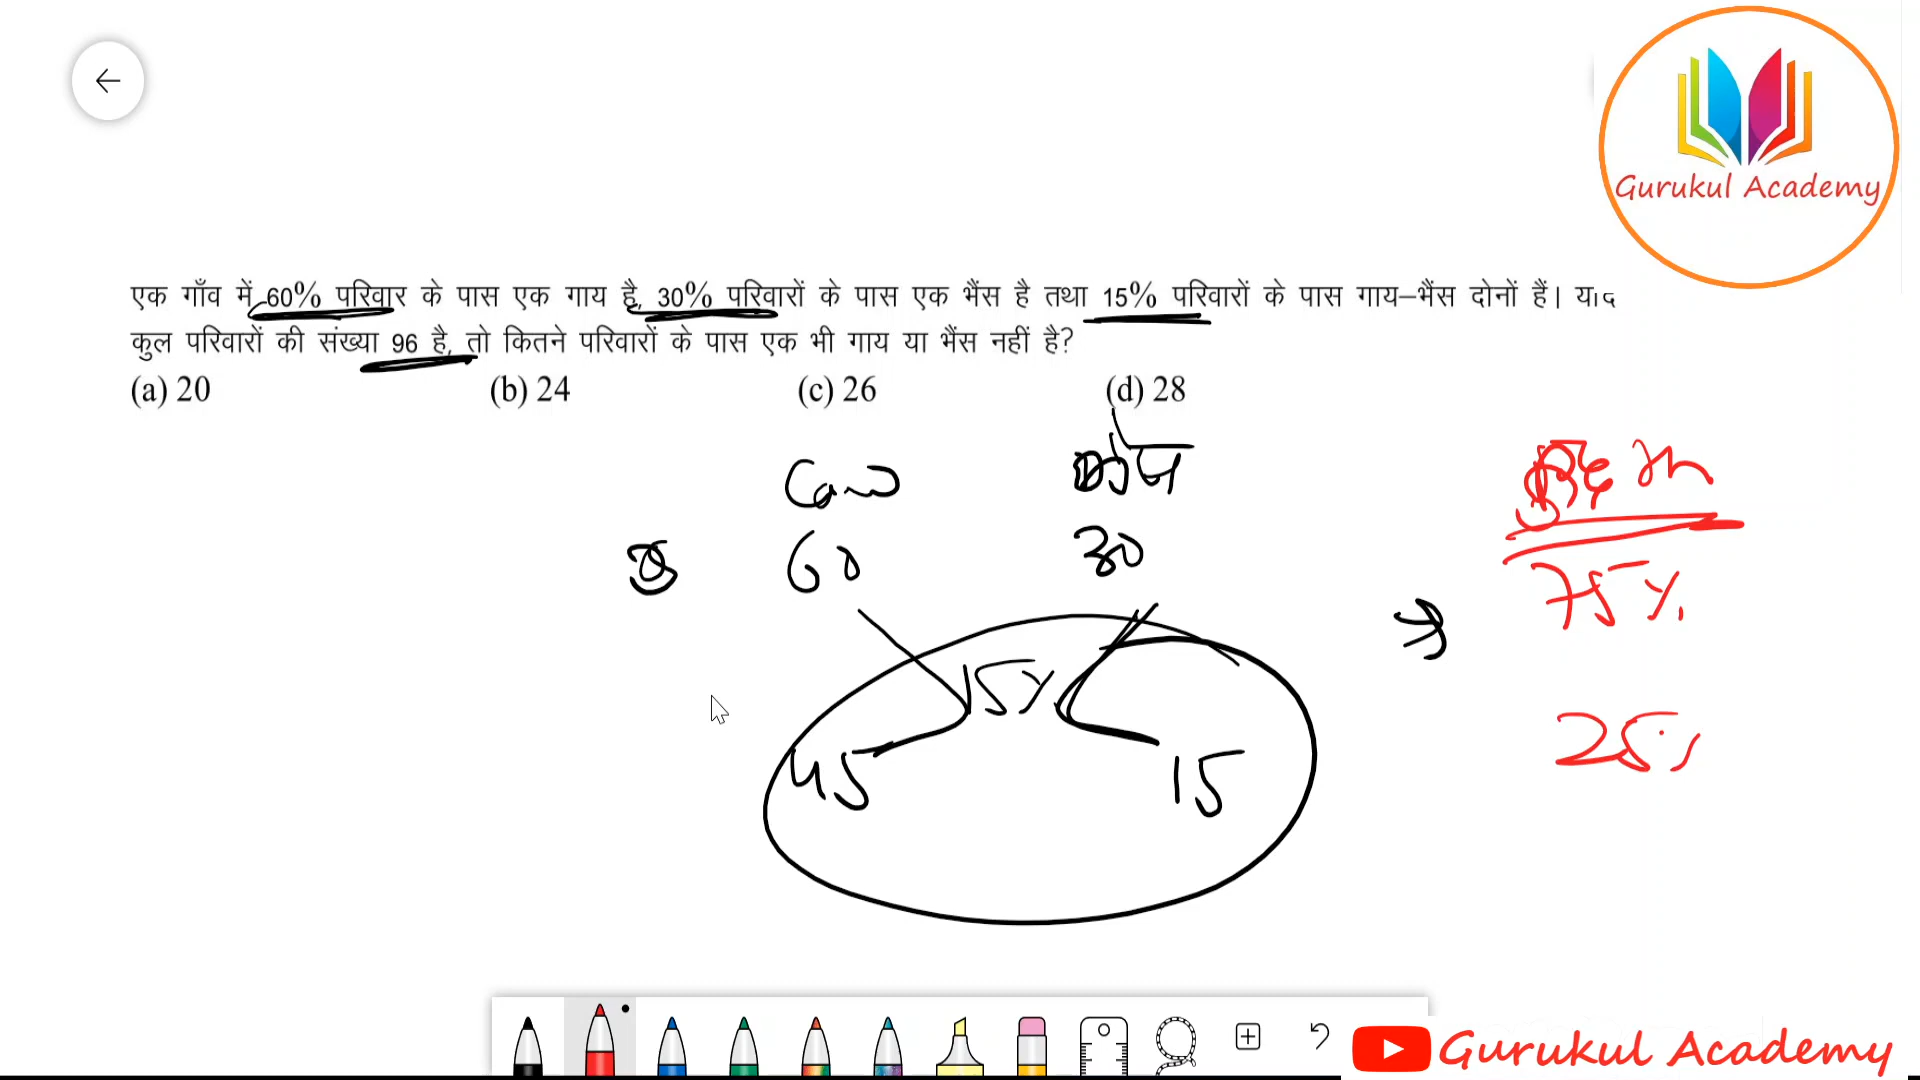 Gurukul Academy
एक गाँव में 60% परिवार के पास एक गाय है, 30% परिवारों के पास एक भैंस है तथा 15% परिवारों के पास गाय–भैंस दोनों हैं। यदि
कुल परिवारों की संख्या 96 है, तो कितने परिवारों के पास एक भी गाय या भैंस नहीं है?
(a) 20 (b) 24 (c) 26 (d) 28
Cow
60 30
75%
15%
25%
45 15
Gurukul Academy